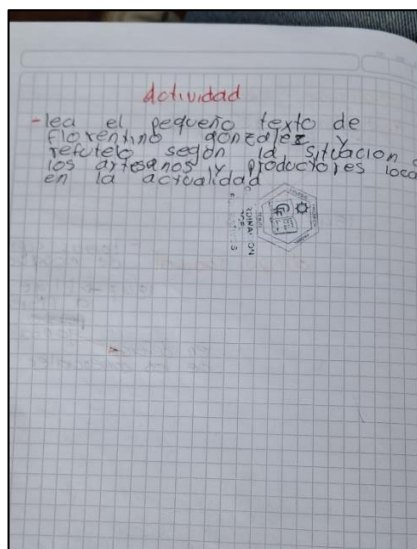 Actividad
-lea el pequeño texto de
florentino gonzalez y
refutelo según la situacion
los artesanos y productores loca
en la actualidad